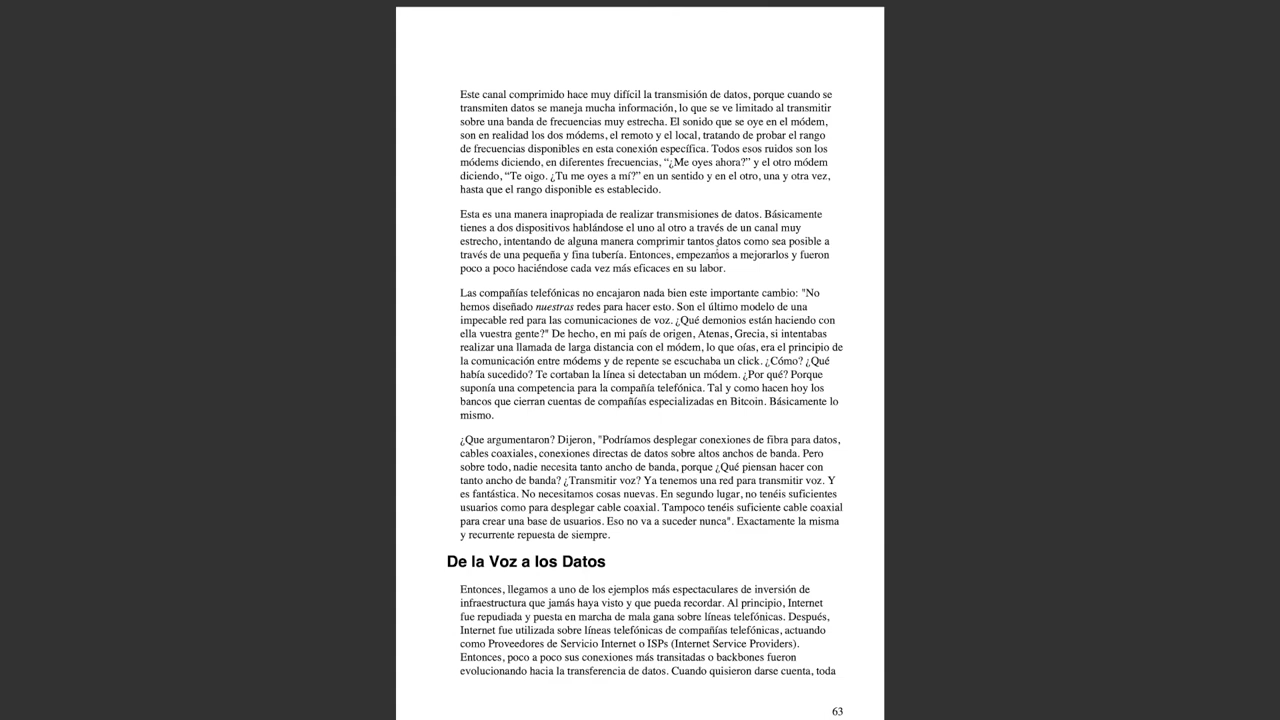 Este canal comprimido hace muy difícil la transmisión de datos, porque cuando se
transmiten datos se maneja mucha información, lo que se ve limitado al transmitir
sobre una banda de frecuencias muy estrecha. El sonido que se oye en el módem,
son en realidad los dos módems, el remoto y el local, tratando de probar el rango
de frecuencias disponibles en esta conexión específica. Todos esos ruidos son los
módems diciendo, en diferentes frecuencias, “¿Me oyes ahora?” y el otro módem
diciendo, “Te oigo. ¿Tu me oyes a mí?” en un sentido y en el otro, una y otra vez,
hasta que el rango disponible es establecido.
Esta es una manera inapropiada de realizar transmisiones de datos. Básicamente
tienes a dos dispositivos hablándose el uno al otro a través de un canal muy
estrecho, intentando de alguna manera comprimir tantos datos como sea posible a
través de una pequeña y fina tubería. Entonces, empezamos a mejorarlos y fueron
poco a poco haciéndose cada vez más eficaces en su labor.
Las compañías telefónicas no encajaron nada bien este importante cambio: "No
hemos diseñado nuestras redes para hacer esto. Son el último modelo de una
impecable red para las comunicaciones de voz. ¿Qué demonios están haciendo con
ella vuestra gente?" De hecho, en mi país de origen, Atenas, Grecia, si intentabas
realizar una llamada de larga distancia con el módem, lo que oías, era el principio de
la comunicación entre módems y de repente se escuchaba un click. ¿Cómo? ¿Qué
había sucedido? Te cortaban la línea si detectaban un módem. ¿Por qué? Porque
suponía una competencia para la compañía telefónica. Tal y como hacen hoy los
bancos que cierran cuentas de compañías especializadas en Bitcoin. Básicamente lo
mismo.
¿Que argumentaron? Dijeron, "Podríamos desplegar conexiones de fibra para datos,
cables coaxiales, conexiones directas de datos sobre altos anchos de banda. Pero
sobre todo, nadie necesita tanto ancho de banda, porque ¿Qué piensan hacer con
tanto ancho de banda? ¿Transmitir voz? Ya tenemos una red para transmitir voz. Y
es fantástica. No necesitamos cosas nuevas. En segundo lugar, no tenéis suficientes
usuarios como para desplegar cable coaxial. Tampoco tenéis suficiente cable coaxial
para crear una base de usuarios. Eso no va a suceder nunca". Exactamente la misma
y recurrente repuesta de siempre.
De la Voz a los Datos
Entonces, llegamos a uno de los ejemplos más espectaculares de inversión de
infraestructura que jamás haya visto y que pueda recordar. Al principio, Internet
fue repudiada y puesta en marcha de mala gana sobre líneas telefónicas. Después,
Internet fue utilizada sobre líneas telefónicas de compañías telefónicas, actuando
como Proveedores de Servicio Internet o ISPs (Internet Service Providers).
Entonces, poco a poco sus conexiones más transitadas o backbones fueron
evolucionando hacia la transferencia de datos. Cuando quisieron darse cuenta, toda
63